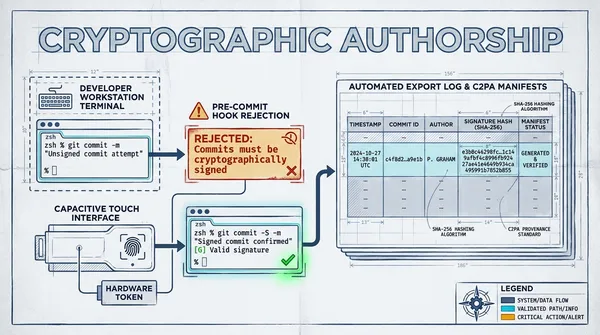 CRYPTOGRAPHIC AUTHORSHIP
DEVELOPER
WORKSTATION
TERMINAL
zsh
zsh % git commit -m
"Unsigned commit attempt"
%
PRE-COMMIT
HOOK REJECTION
REJECTED:
Commits must be
cryptographically
signed
CAPACITIVE TOUCH
INTERFACE
HARDWARE
TOKEN
zsh
zsh % git commit -S -m
"Signed commit confirmed"
[G] Valid signature
%
AUTOMATED EXPORT LOG & C2PA MANIFESTS
SHA-256 HASHING
ALGORITHM
TIMESTAMP
COMMIT ID
AUTHOR
SIGNATURE HASH
(SHA-256)
MANIFEST
STATUS
2024-10-27
14:30:01
UTC
c4f8d2...a9e1b
P. GRAHAM
GENERATED
&
VERIFIED
SHA-256 HASHING
ALGORITHM
C2PA PROVENANCE
STANDARD
LEGEND
SYSTEM/DATA FLOW
VALIDATED PATH/INFO
CRITICAL ACTION/ALERT